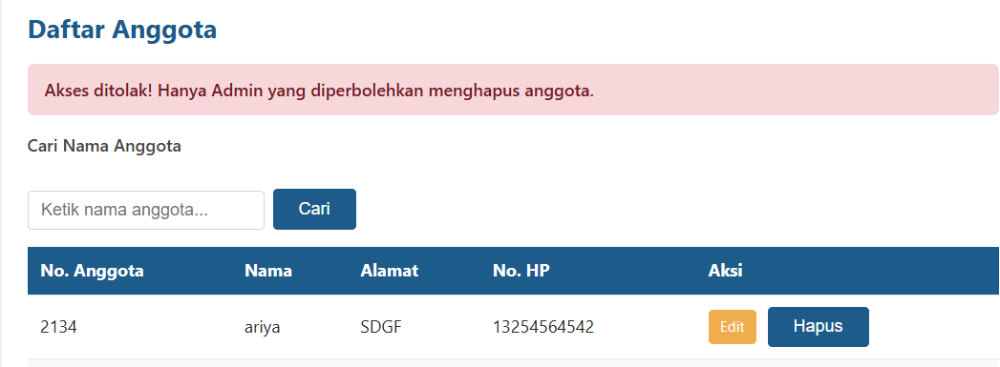 Daftar Anggota
Akses ditolak! Hanya Admin yang diperbolehkan menghapus anggota.
Cari Nama Anggota
Ketik nama anggota... Cari
No. Anggota Nama Alamat No. HP Aksi
2134 ariya SDGF 13254564542 Edit Hapus